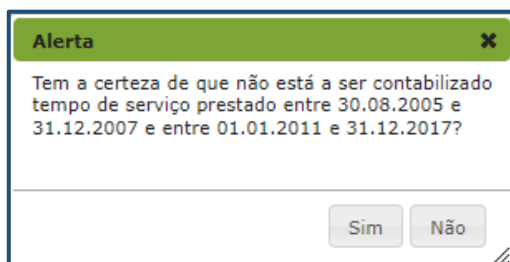 Alerta
Tem a certeza de que não está a ser contabilizado
tempo de serviço prestado entre 30.08.2005 e
31.12.2007 e entre 01.01.2011 e 31.12.2017?
Sim Não